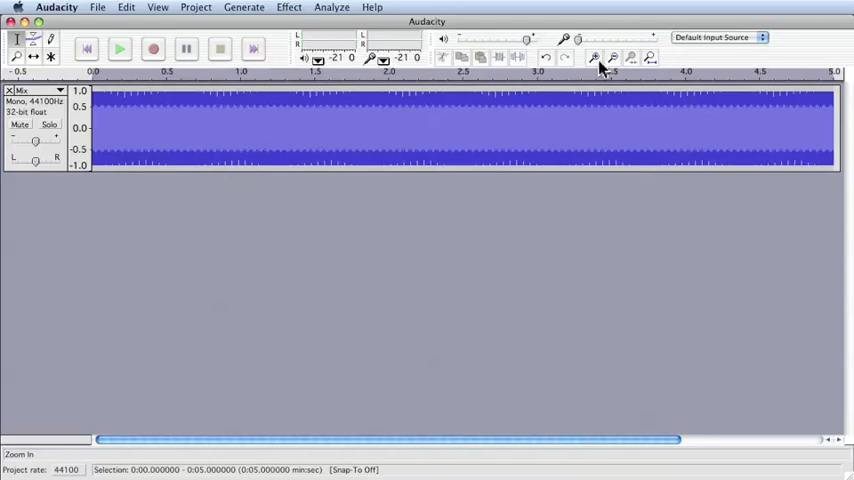 Audacity File Edit View Project Generate Effect Analyze Help
Audacity
L R L R
-21 0 -21 0
Default Input Source
-0.5 0.0 0.5 1.0 1.5 2.0 2.5 3.0 3.5 4.0 4.5 5.0
Mix
Mono, 44100Hz
32-bit float
Mute Solo
- +
L R
1.0
0.5
0.0
-0.5
-1.0
Zoom In
Project rate: 44100 Selection: 0:00.000000 - 0:05.000000 (0:05.000000 min:sec) [Snap-To Off]